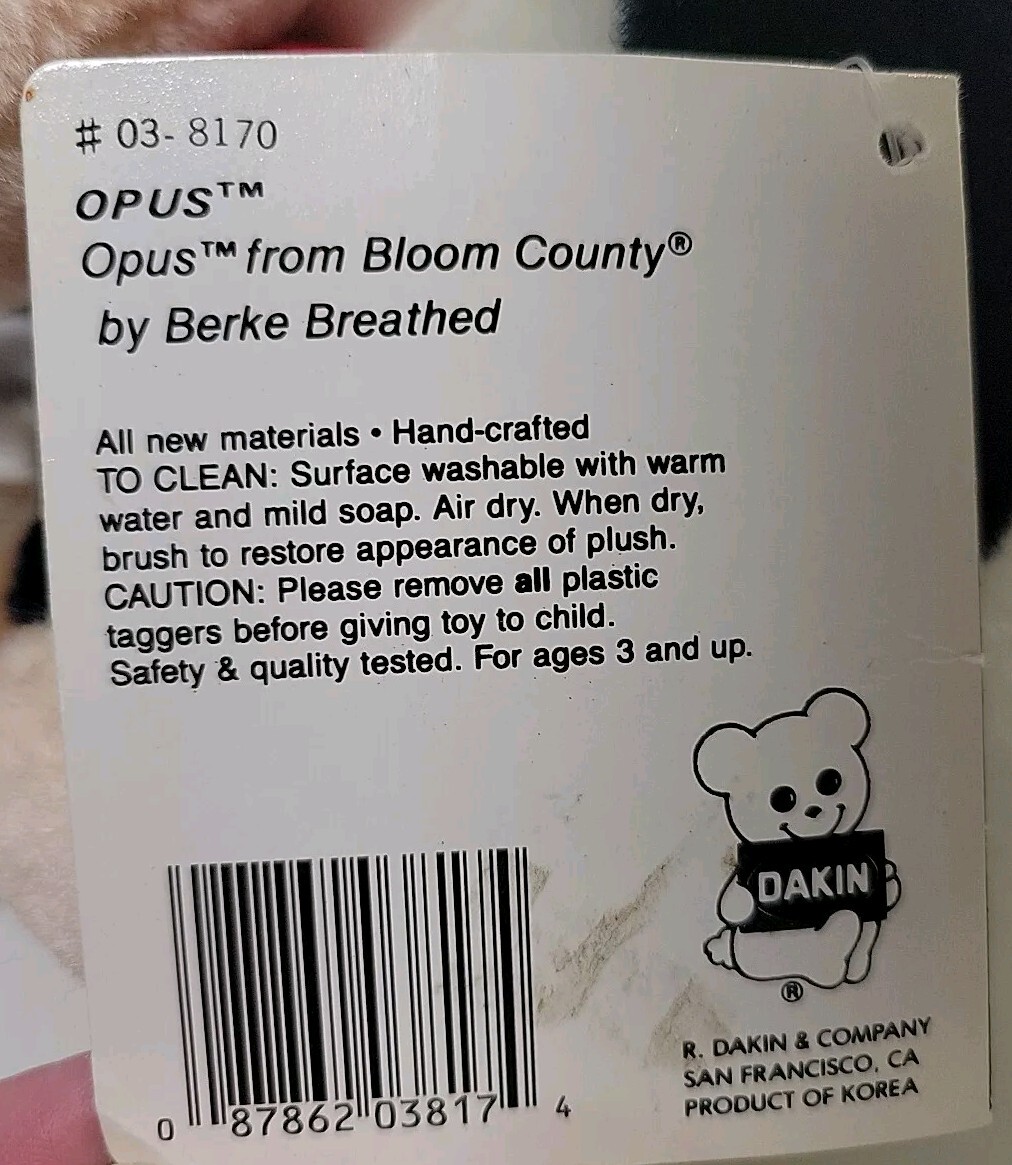 # 03- 8170
OPUS™
Opus™ from Bloom County®
by Berke Breathed
All new materials • Hand-crafted
TO CLEAN: Surface washable with warm
water and mild soap. Air dry. When dry,
brush to restore appearance of plush.
CAUTION: Please remove all plastic
taggers before giving toy to child.
Safety & quality tested. For ages 3 and up.
DAKIN
®
R. DAKIN & COMPANY
SAN FRANCISCO, CA
PRODUCT OF KOREA
0 87862 03817 4